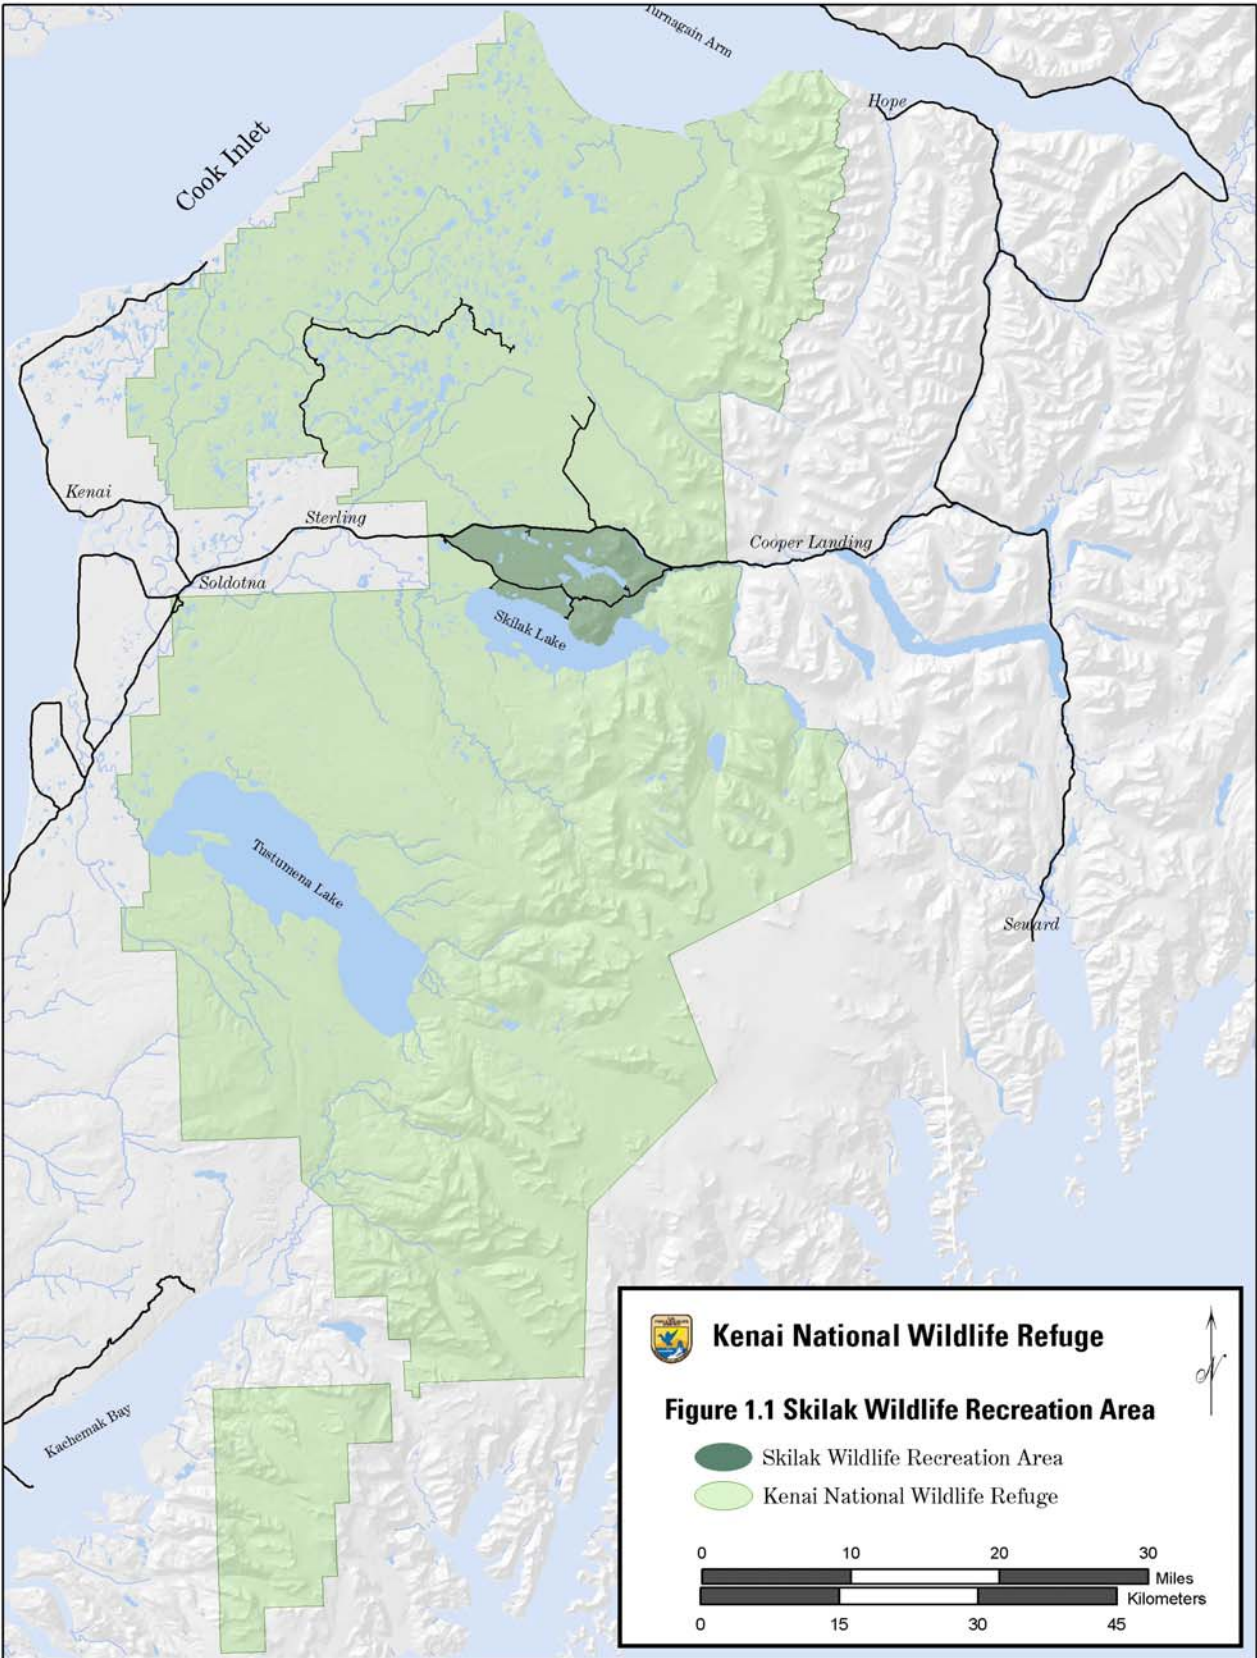 Turnagain Arm
Hope
Cook Inlet
Kenai
Sterling
Cooper Landing
Soldotna
Skilak Lake
Tustumena Lake
Seward
Kachemak Bay
Kenai National Wildlife Refuge
N
Figure 1.1 Skilak Wildlife Recreation Area
Skilak Wildlife Recreation Area
Kenai National Wildlife Refuge
0 10 20 30
Miles
Kilometers
0 15 30 45